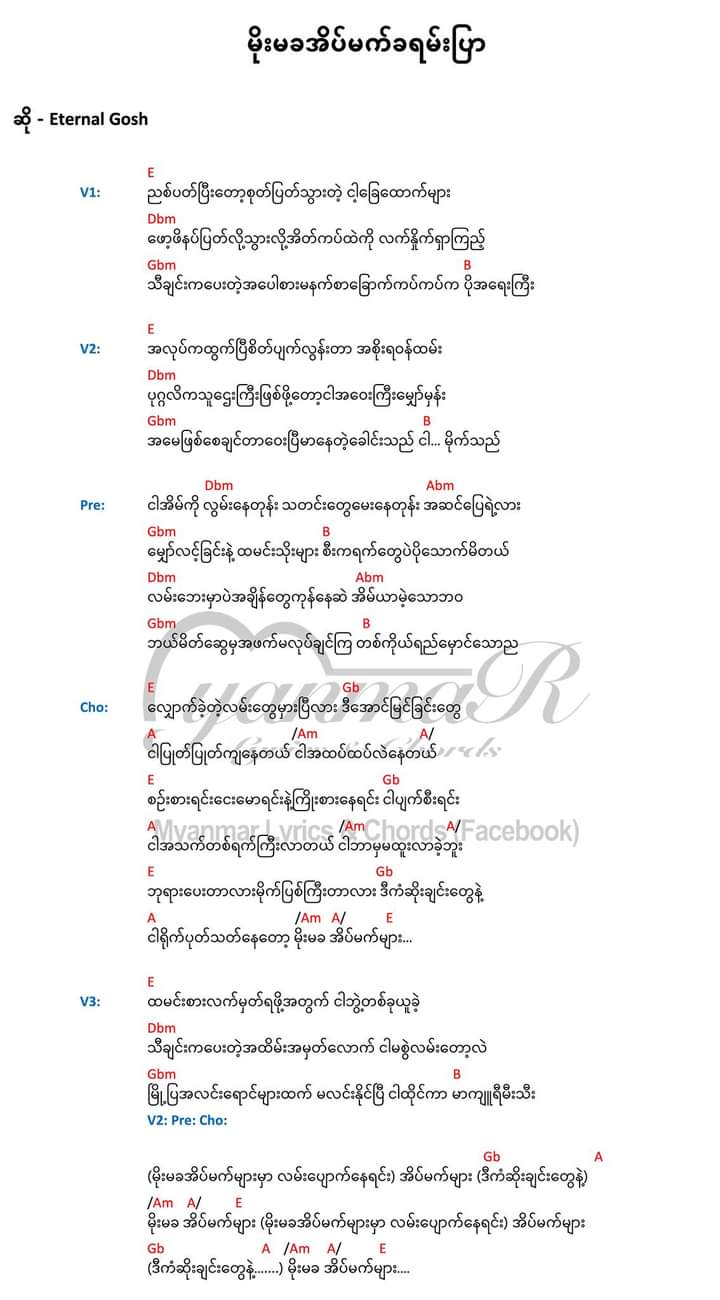 မိုးမခအိပ်မက်ခရမ်းပြာ
ဆို - Eternal Gosh
E
V1: ညစ်ပတ်ပြီးတော့စုတ်ပြတ်သွားတဲ့ ငါ့ခြေထောက်များ
Dbm
ဖော့ဖိနပ်ပြတ်လို့သွားလို့အိတ်ကပ်ထဲကို လက်နှိုက်ရှာကြည့်
Gbm B
သီချင်းကပေးတဲ့အပေါစားမနက်စာခြောက်ကပ်ကပ်က ပိုအရေးကြီး
E
V2: အလုပ်ကထွက်ပြီစိတ်ပျက်လွန်းတာ အစိုးရဝန်ထမ်း
Dbm
ပုဂ္ဂလိကသူဌေးကြီးဖြစ်ဖို့တော့ငါအဝေးကြီးမျှော်မှန်း
Gbm B
အမေဖြစ်စေချင်တာဝေးပြီမာနေတဲ့ခေါင်းသည် ငါ... မိုက်သည်
Dbm Abm
Pre: ငါအိမ်ကို လွမ်းနေတုန်း သတင်းတွေမေးနေတုန်း အဆင်ပြေရဲ့လား
Gbm B
မျှော်လင့်ခြင်းနဲ့ ထမင်းသိုးများ စီးကရက်တွေပဲပိုသောက်မိတယ်
Dbm Abm
လမ်းဘေးမှာပဲအချိန်တွေကုန်နေဆဲ အိမ်ယာမဲ့သောဘဝ
Gbm B
ဘယ်မိတ်ဆွေမှအဖက်မလုပ်ချင်ကြ တစ်ကိုယ်ရည်မှောင်သောည
E Gb
Cho: လျှောက်ခဲ့တဲ့လမ်းတွေမှားပြီလား ဒီအောင်မြင်ခြင်းတွေ
A /Am A/
ငါပြုတ်ပြုတ်ကျနေတယ် ငါအထပ်ထပ်လဲနေတယ်
E Gb
စဉ်းစားရင်းငေးမောရင်းနဲ့ကြိုးစားနေရင်း ငါပျက်စီးရင်း
A /Am A/
ငါအသက်တစ်ရက်ကြီးလာတယ် ငါဘာမှမထူးလာခဲ့ဘူး
E Gb
ဘုရားပေးတာလားမိုက်ပြစ်ကြီးတာလား ဒီကံဆိုးချင်းတွေနဲ့
A /Am A/ E
ငါရိုက်ပုတ်သတ်နေတော့ မိုးမခ အိပ်မက်များ...
E
V3: ထမင်းစားလက်မှတ်ရဖို့အတွက် ငါဘွဲ့တစ်ခုယူခဲ့
Dbm
သီချင်းကပေးတဲ့အထိမ်းအမှတ်လောက် ငါမစွဲလမ်းတော့လဲ
Gbm B
မြို့ပြအလင်းရောင်များထက် မလင်းနိုင်ပြီ ငါထိုင်ကာ မာကျူရီမီးသီး
V2: Pre: Cho:
Gb A
(မိုးမခအိပ်မက်များမှာ လမ်းပျောက်နေရင်း) အိပ်မက်များ (ဒီကံဆိုးချင်းတွေနဲ့)
/Am A/ E
မိုးမခ အိပ်မက်များ (မိုးမခအိပ်မက်များမှာ လမ်းပျောက်နေရင်း) အိပ်မက်များ
Gb A /Am A/ E
(ဒီကံဆိုးချင်းတွေနဲ့.......) မိုးမခ အိပ်မက်များ....
myanmaR
Lyrics & Chords
Myanmar Lyrics & Chords (Facebook)